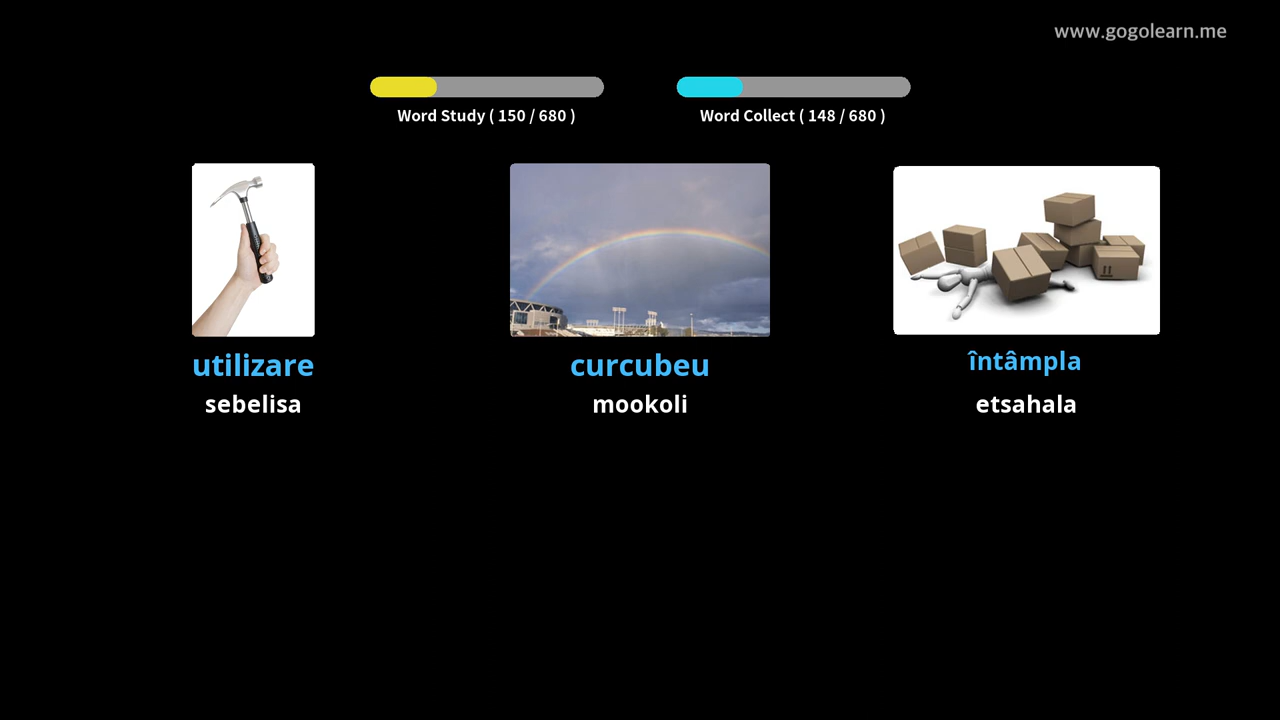 www.gogolearn.me
Word Study ( 150 / 680 )
Word Collect ( 148 / 680 )
utilizare
sebelisa
curcubeu
mookoli
întâmpla
etsahala